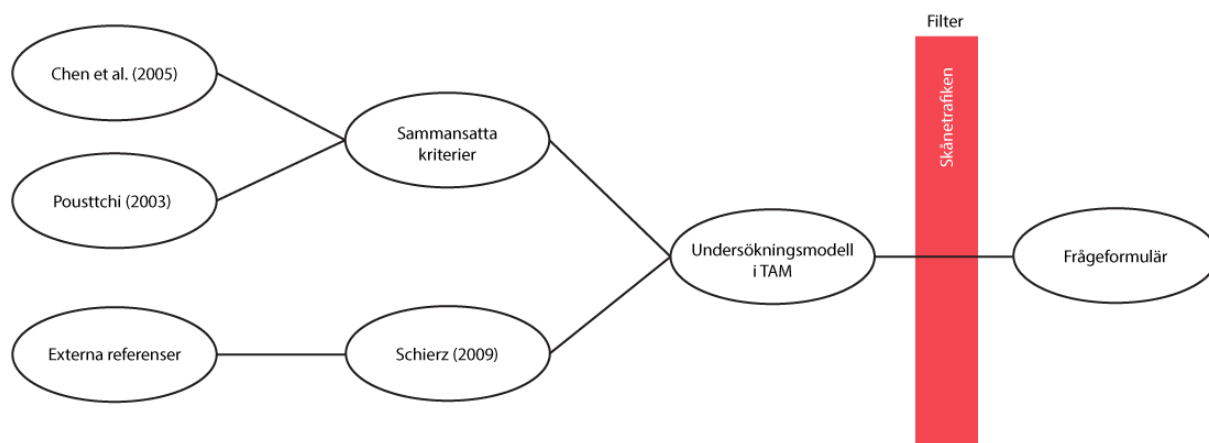 Filter
Chen et al. (2005)
Skånetrafiken
Sammansatta
kriterier
Pousttchi (2003)
Undersökningsmodell
i TAM
Frågeformulär
Externa referenser
Schierz (2009)